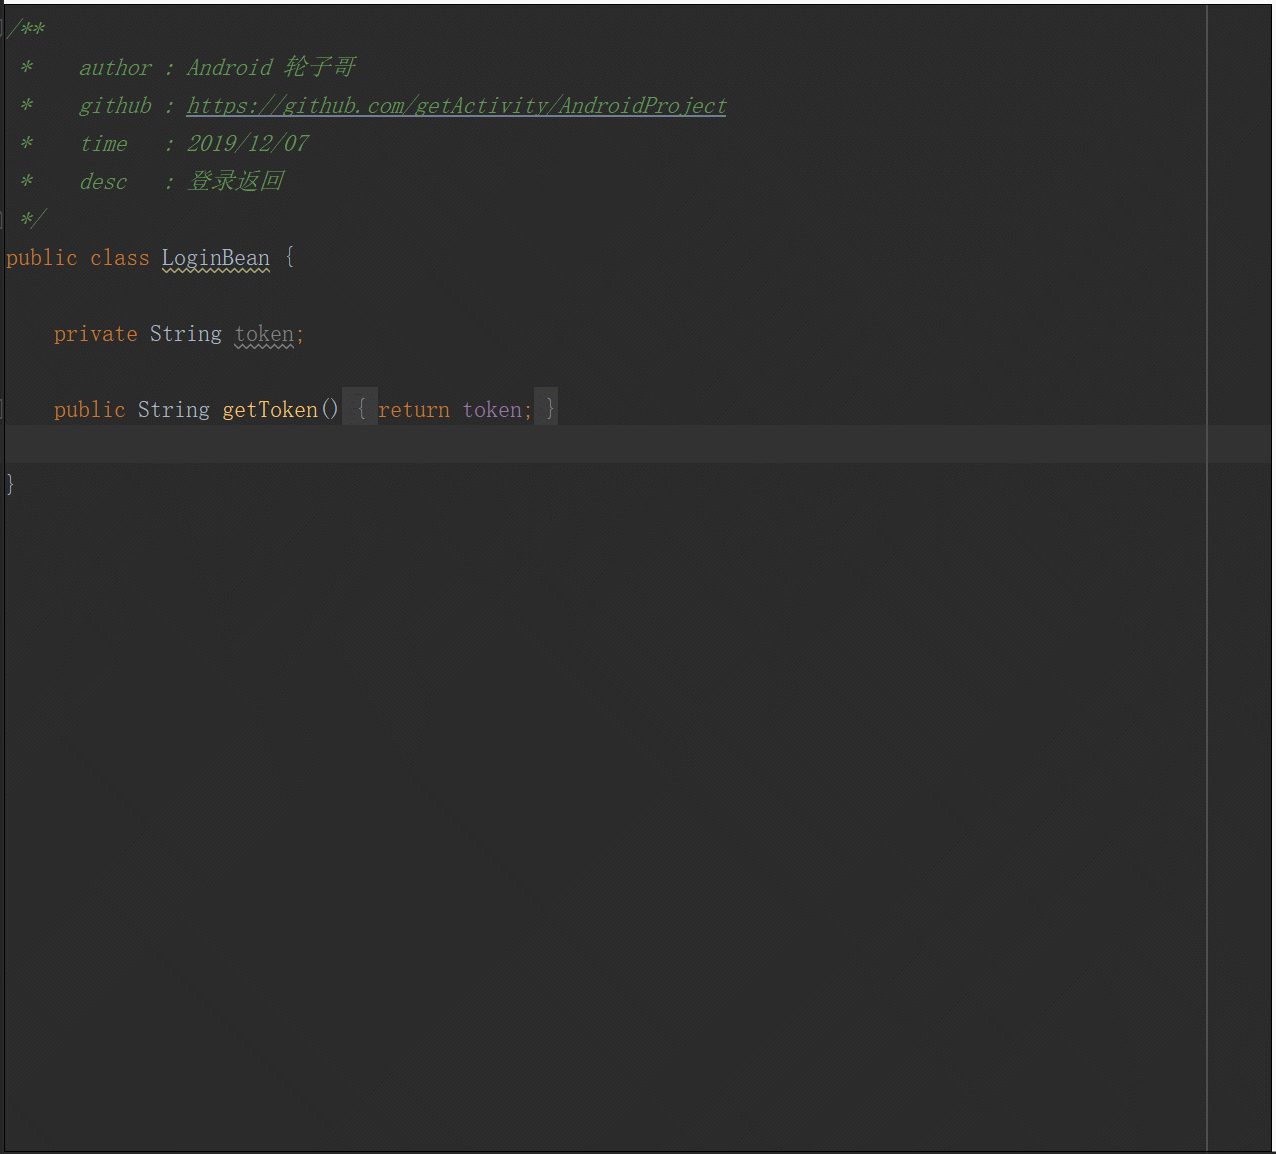 /**
 *    author : Android 轮子哥
 *    github : https://github.com/getActivity/AndroidProject
 *    time   : 2019/12/07
 *    desc   : 登录返回
 */
public class LoginBean {
    private String token;
    public String getToken() { return token; }
}